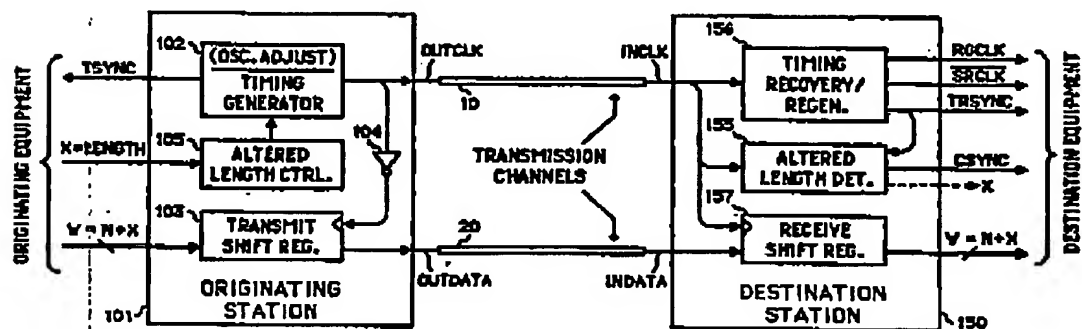 ORIGINATING EQUIPMENT
TSYNC
X=LENGTH
W = N+X
101
102
(OSC. ADJUST)
TIMING
GENERATOR
105
ALTERED
LENGTH CTRL.
103
TRANSMIT
SHIFT REG.
104
ORIGINATING
STATION
OUTCLK
10
INCLK
TRANSMISSION
CHANNELS
20
OUTDATA
INDATA
156
TIMING
RECOVERY/
REGEN.
155
ALTERED
LENGTH DET.
157
RECEIVE
SHIFT REG.
DESTINATION
STATION
150
RGCLK
SRCLK
TRSYNC
CSYNC
X
W = N+X
DESTINATION EQUIPMENT